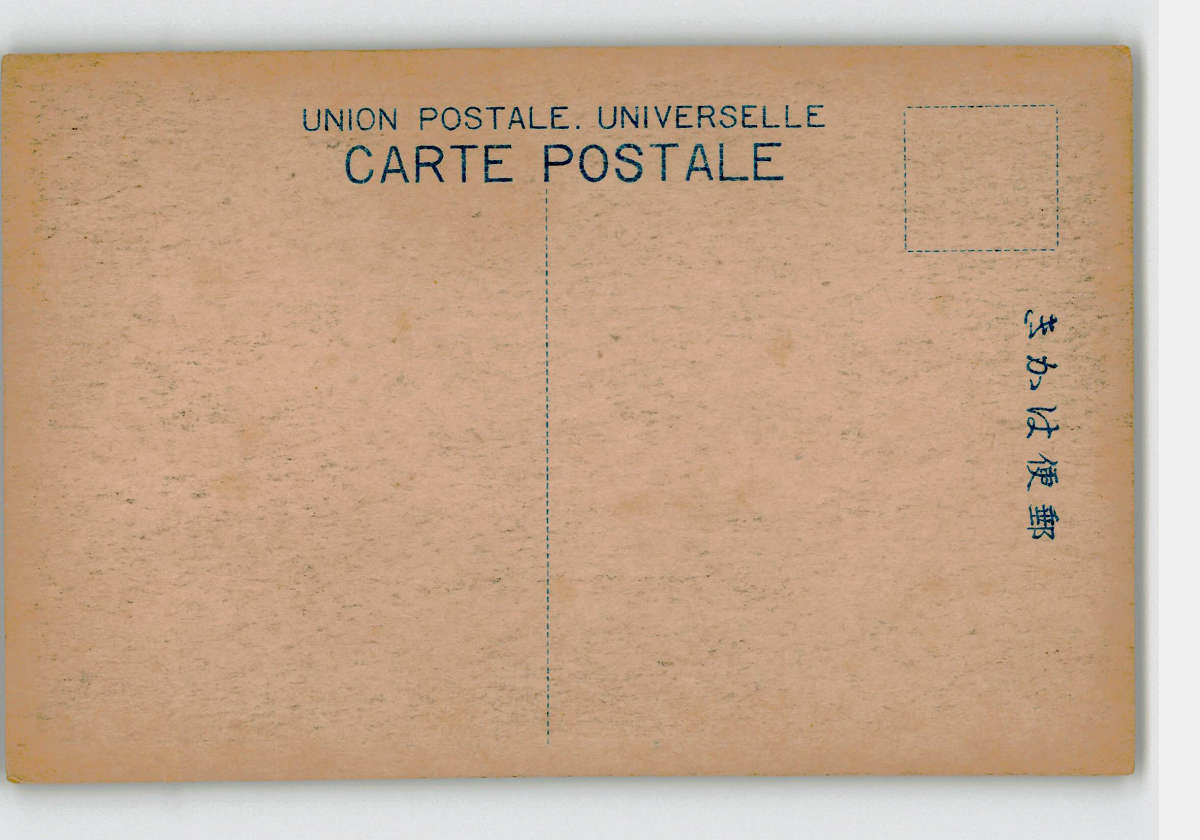 UNION POSTALE. UNIVERSELLE
CARTE POSTALE
郵便はかき